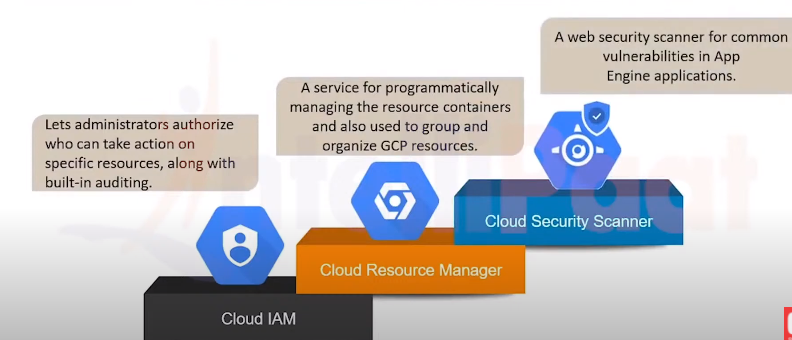 A web security scanner for common
vulnerabilities in App
Engine applications.
A service for programmatically
managing the resource containers
and also used to group and
organize GCP resources.
Lets administrators authorize
who can take action on
specific resources, along with
built-in auditing.
Cloud Security Scanner
Cloud Resource Manager
Cloud IAM
intelliPaat